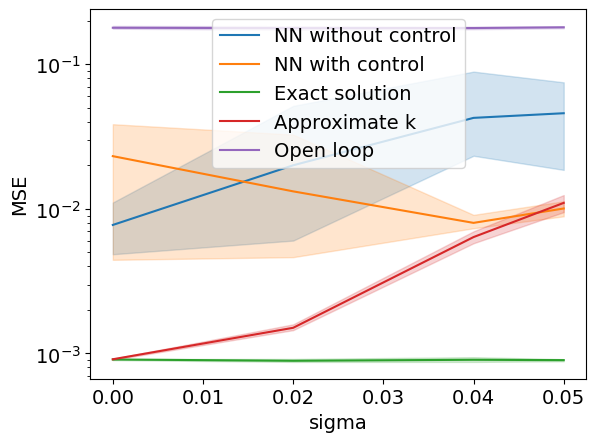 NN without control
NN with control
Exact solution
Approximate k
Open loop
MSE
10⁻¹
10⁻²
10⁻³
0.00 0.01 0.02 0.03 0.04 0.05
sigma